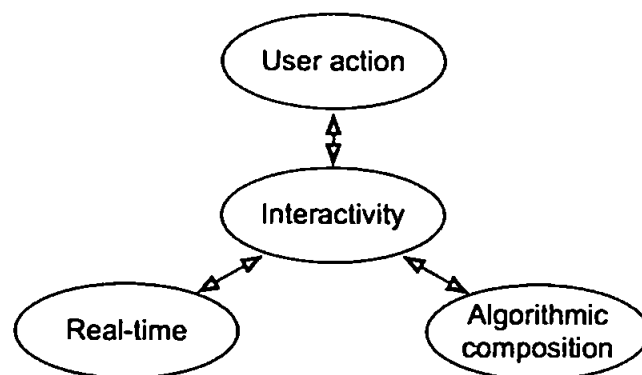 User action
Interactivity
Real-time
Algorithmic
composition